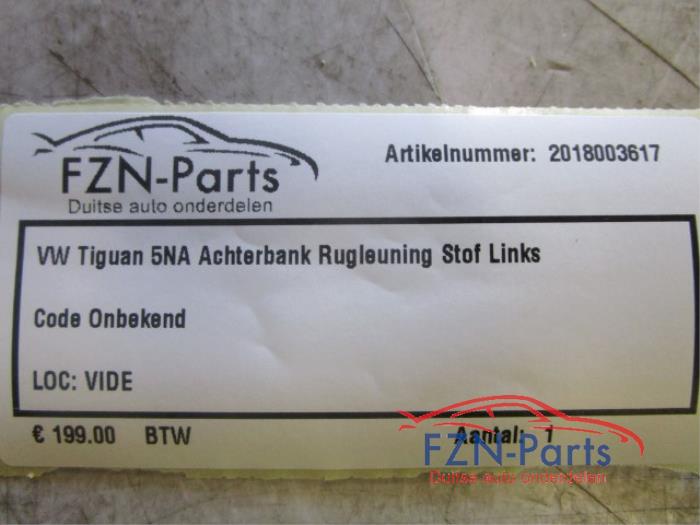 FZN-Parts
Duitse auto onderdelen
Artikelnummer: 2018003617
VW Tiguan 5NA Achterbank Rugleuning Stof Links
Code Onbekend
LOC: VIDE
€ 199.00 BTW
Aantal: 1
FZN-Parts
Duitse auto onderdelen